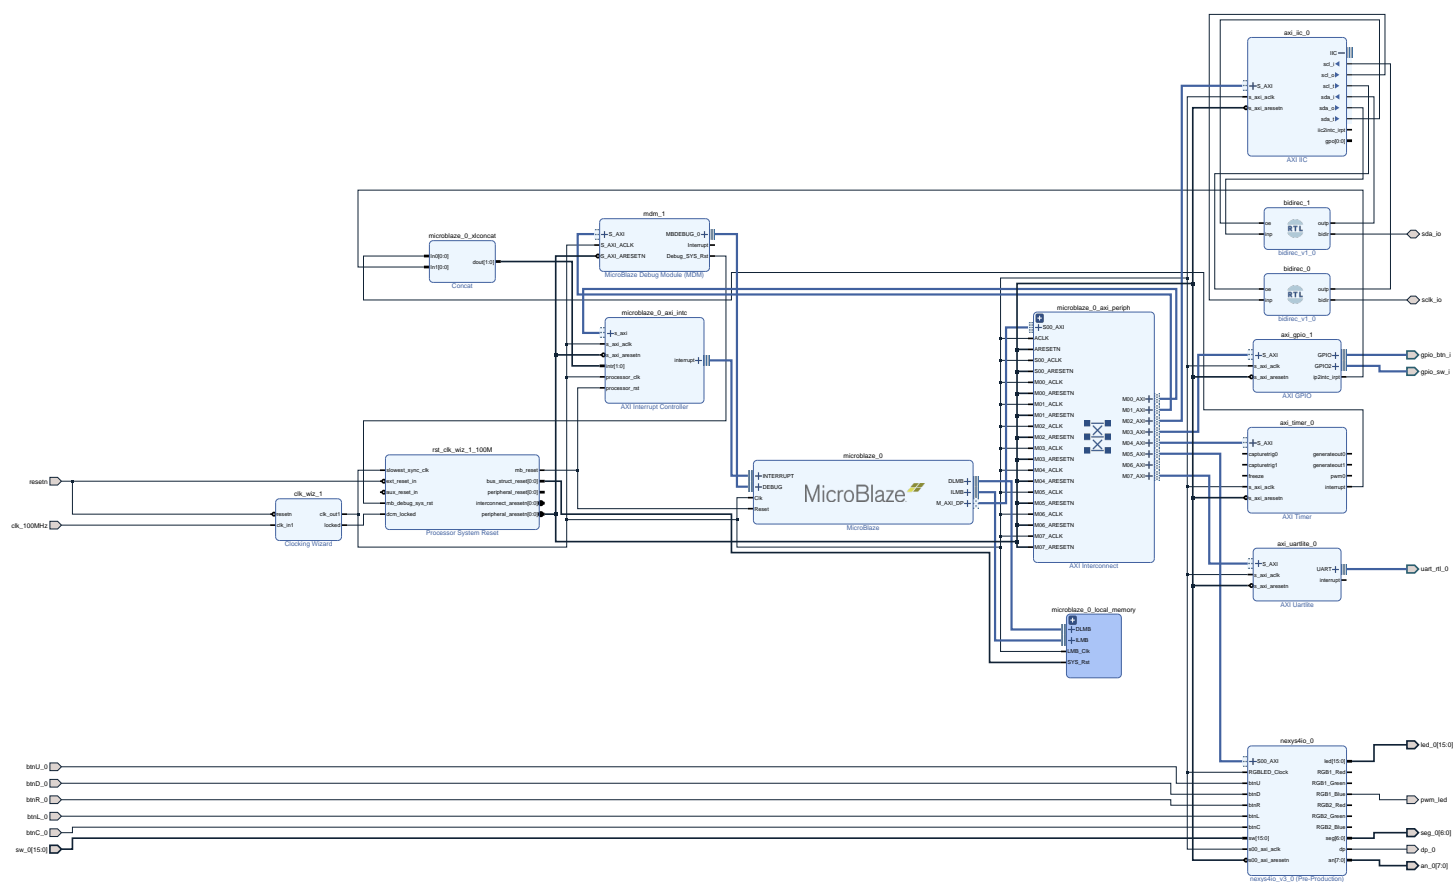 axi_iic_0
IIC
scl_i
scl_o
scl_t
S_AXI
s_axi_aclk
sda_i
s_axi_aresetn
sda_o
sda_t
iic2intc_irpt
gpo[0:0]
AXI IIC
bidirec_1
oe
outp
inp
bidir
bidirec_v1_0
sda_io
bidirec_0
oe
outp
inp
bidir
bidirec_v1_0
sclk_io
mdm_1
S_AXI
MBDEBUG_0
S_AXI_ACLK
Interrupt
S_AXI_ARESETN
Debug_SYS_Rst
MicroBlaze Debug Module (MDM)
microblaze_0_xlconcat
In0[0:0]
In1[0:0]
dout[1:0]
Concat
microblaze_0_axi_intc
s_axi
s_axi_aclk
s_axi_aresetn
intr[1:0]
processor_clk
processor_rst
interrupt
AXI Interrupt Controller
microblaze_0_axi_periph
S00_AXI
ACLK
ARESETN
S00_ACLK
S00_ARESETN
M00_ACLK
M00_ARESETN
M01_ACLK
M01_ARESETN
M02_ACLK
M02_ARESETN
M03_ACLK
M03_ARESETN
M04_ACLK
M04_ARESETN
M05_ACLK
M05_ARESETN
M06_ACLK
M06_ARESETN
M07_ACLK
M07_ARESETN
M00_AXI
M01_AXI
M02_AXI
M03_AXI
M04_AXI
M05_AXI
M06_AXI
M07_AXI
AXI Interconnect
axi_gpio_1
S_AXI
GPIO
s_axi_aclk
GPIO2
s_axi_aresetn
ip2intc_irpt
AXI GPIO
gpio_btn_i
gpio_sw_i
axi_timer_0
S_AXI
capturetrig0
generateout0
capturetrig1
generateout1
freeze
pwm0
s_axi_aclk
interrupt
s_axi_aresetn
AXI Timer
rst_clk_wiz_1_100M
slowest_sync_clk
mb_reset
ext_reset_in
bus_struct_reset[0:0]
aux_reset_in
peripheral_reset[0:0]
mb_debug_sys_rst
interconnect_aresetn[0:0]
dcm_locked
peripheral_aresetn[0:0]
Processor System Reset
resetn
clk_100MHz
clk_wiz_1
resetn
clk_out1
clk_in1
locked
Clocking Wizard
microblaze_0
INTERRUPT
DEBUG
Clk
Reset
MicroBlaze
DLMB
ILMB
M_AXI_DP
MicroBlaze
axi_uartlite_0
S_AXI
UART
s_axi_aclk
interrupt
s_axi_aresetn
AXI Uartlite
uart_rtl_0
microblaze_0_local_memory
DLMB
ILMB
LMB_Clk
SYS_Rst
nexys4io_0
S00_AXI
led[15:0]
RGBLED_Clock
RGB1_Red
btnU
RGB1_Green
btnD
RGB1_Blue
btnR
RGB2_Red
btnL
RGB2_Green
btnC
RGB2_Blue
sw[15:0]
seg[6:0]
s00_axi_aclk
dp
s00_axi_aresetn
an[7:0]
nexys4io_v3_0 (Pre-Production)
btnU_0
btnD_0
btnR_0
btnL_0
btnC_0
sw_0[15:0]
led_0[15:0]
pwm_led
seg_0[6:0]
dp_0
an_0[7:0]
RTL
RTL